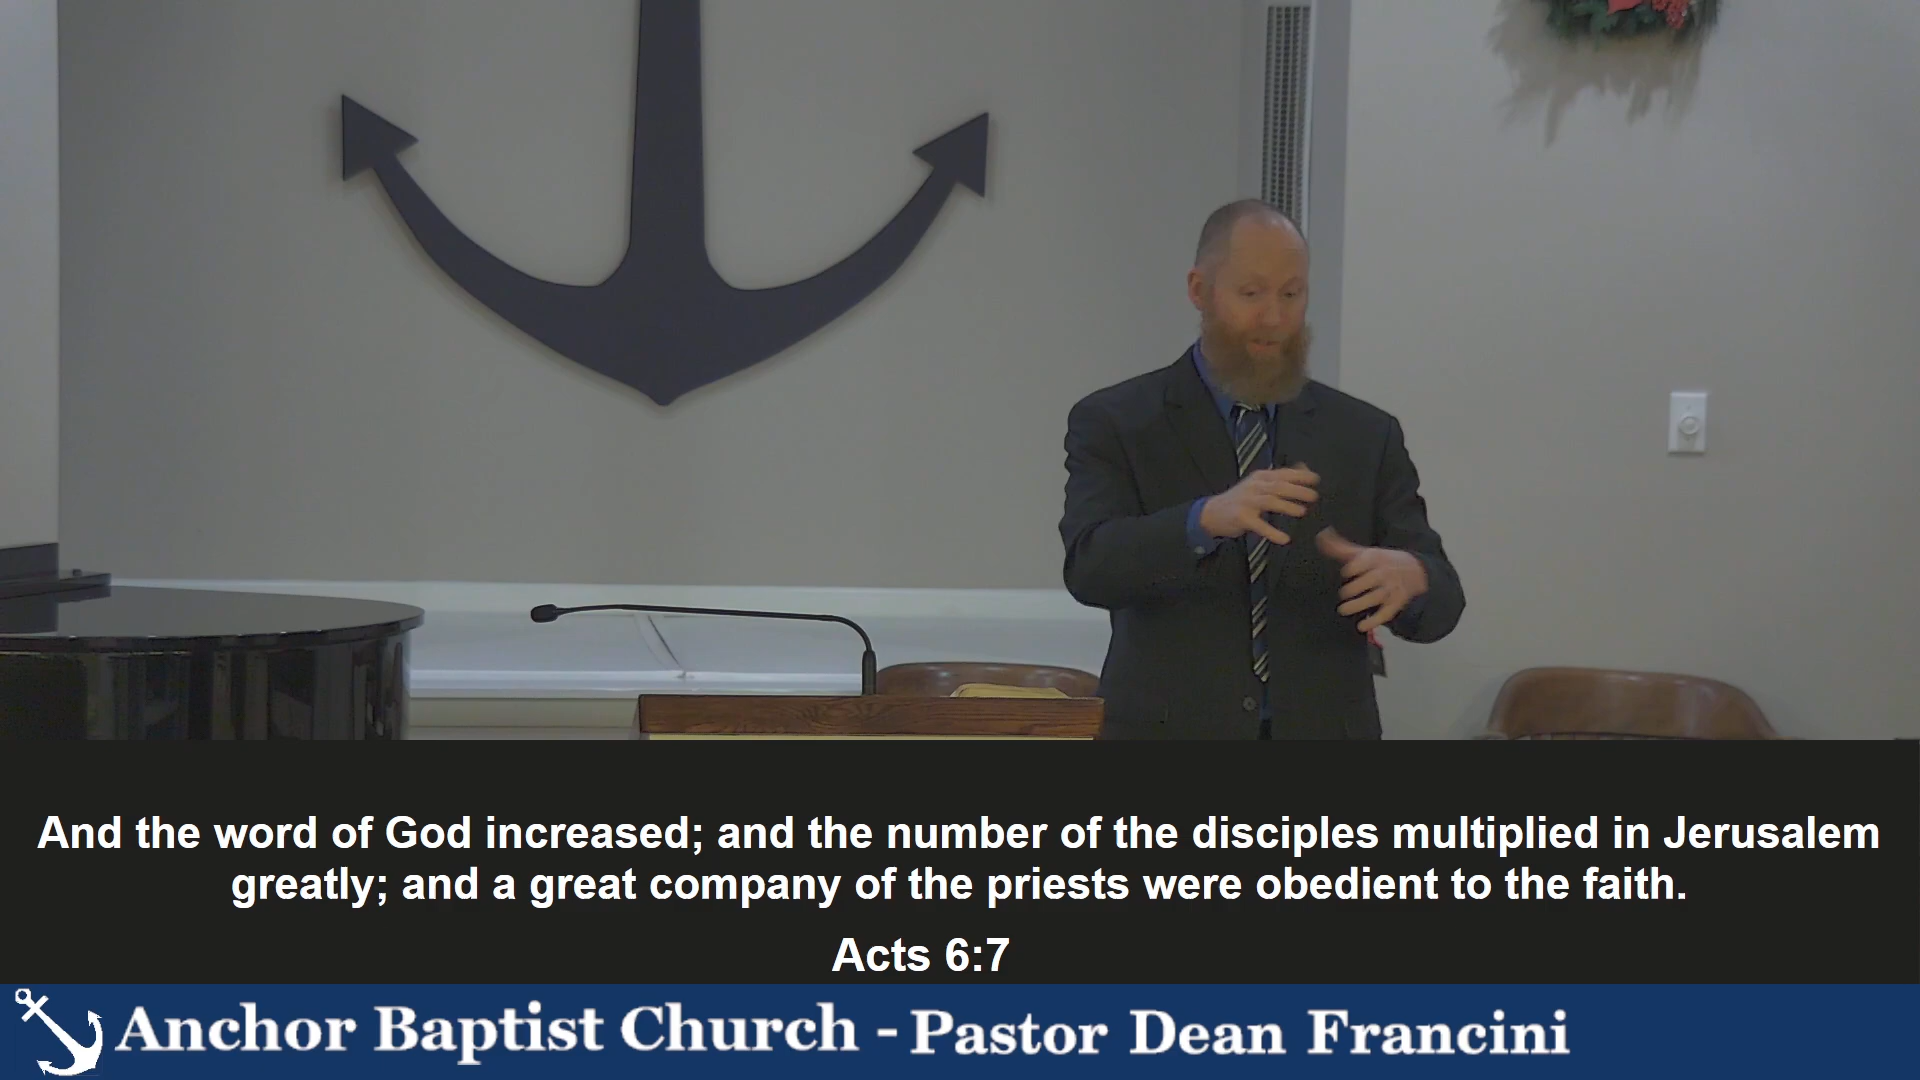 And the word of God increased; and the number of the disciples multiplied in Jerusalem
greatly; and a great company of the priests were obedient to the faith.
Acts 6:7
Anchor Baptist Church - Pastor Dean Francini